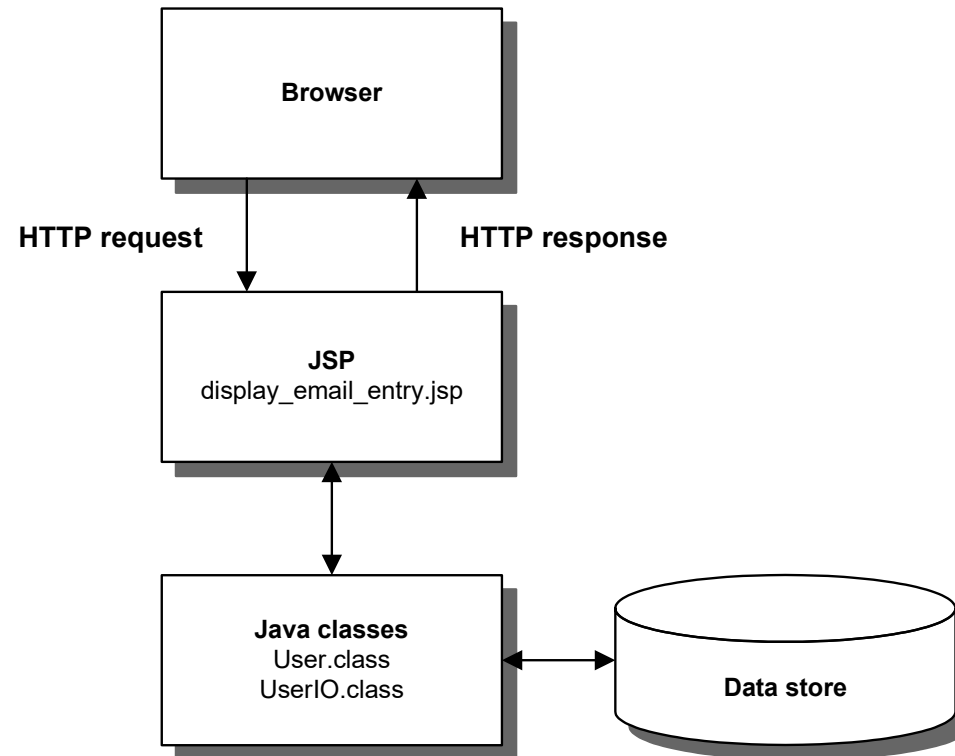 Browser
HTTP request
HTTP response
JSP
display_email_entry.jsp
Java classes
User.class
UserIO.class
Data store